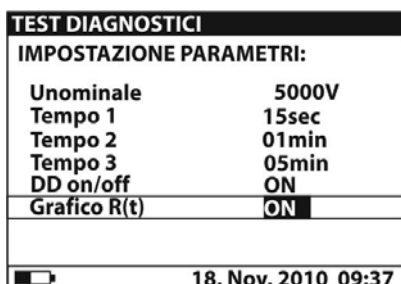 TEST DIAGNOSTICI
IMPOSTAZIONE PARAMETRI:
Unominale 5000V
Tempo 1 15sec
Tempo 2 01min
Tempo 3 05min
DD on/off ON
Grafico R(t) ON
18. Nov. 2010 09:37